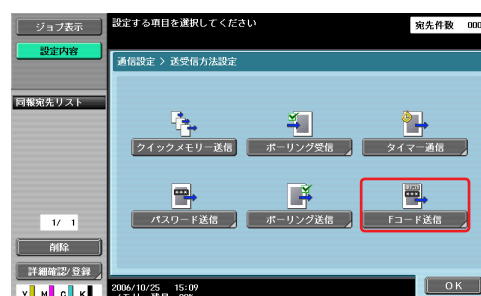 ジョブ表示
設定する項目を選択してください
宛先件数 000
設定内容
通信設定 > 送受信方法設定
同報宛先リスト
クイックメモリー送信
ポーリング受信
タイマー通信
パスワード送信
ポーリング送信
Fコード送信
1/ 1
削除
詳細確認/登録
2006/10/25 15:09
OK
Y M C K